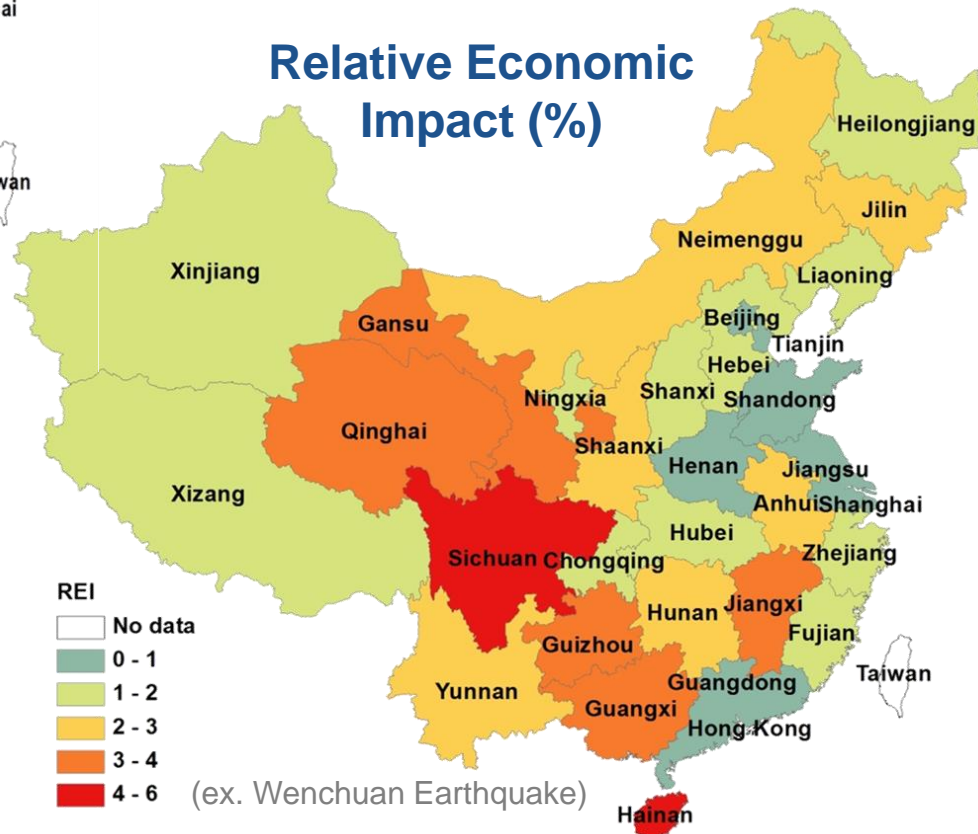 ai
Relative Economic
Impact (%)
Heilongjiang
wan
Jilin
Neimenggu
Xinjiang
Liaoning
Beijing
Gansu
Tianjin
Hebei
Ningxia
Shanxi
Shandong
Qinghai
Shaanxi
Henan
Jiangsu
Xizang
Anhui
Shanghai
Hubei
Zhejiang
Sichuan
Chongqing
REI
Hunan
Jiangxi
No data
Fujian
Guizhou
0 - 1
Taiwan
Guangdong
1 - 2
Yunnan
Guangxi
2 - 3
Hong Kong
3 - 4
4 - 6
(ex. Wenchuan Earthquake)
Hainan